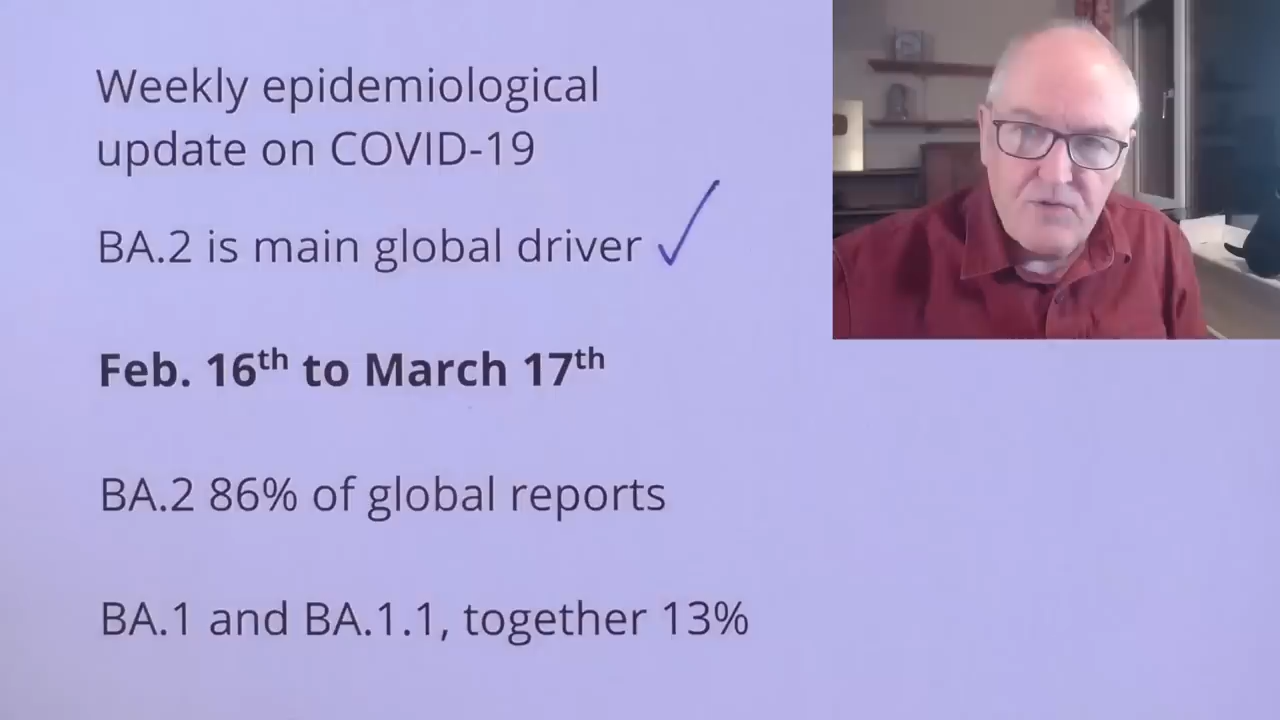 Weekly epidemiological
update on COVID-19
BA.2 is main global driver
Feb. 16th to March 17th
BA.2 86% of global reports
BA.1 and BA.1.1, together 13%